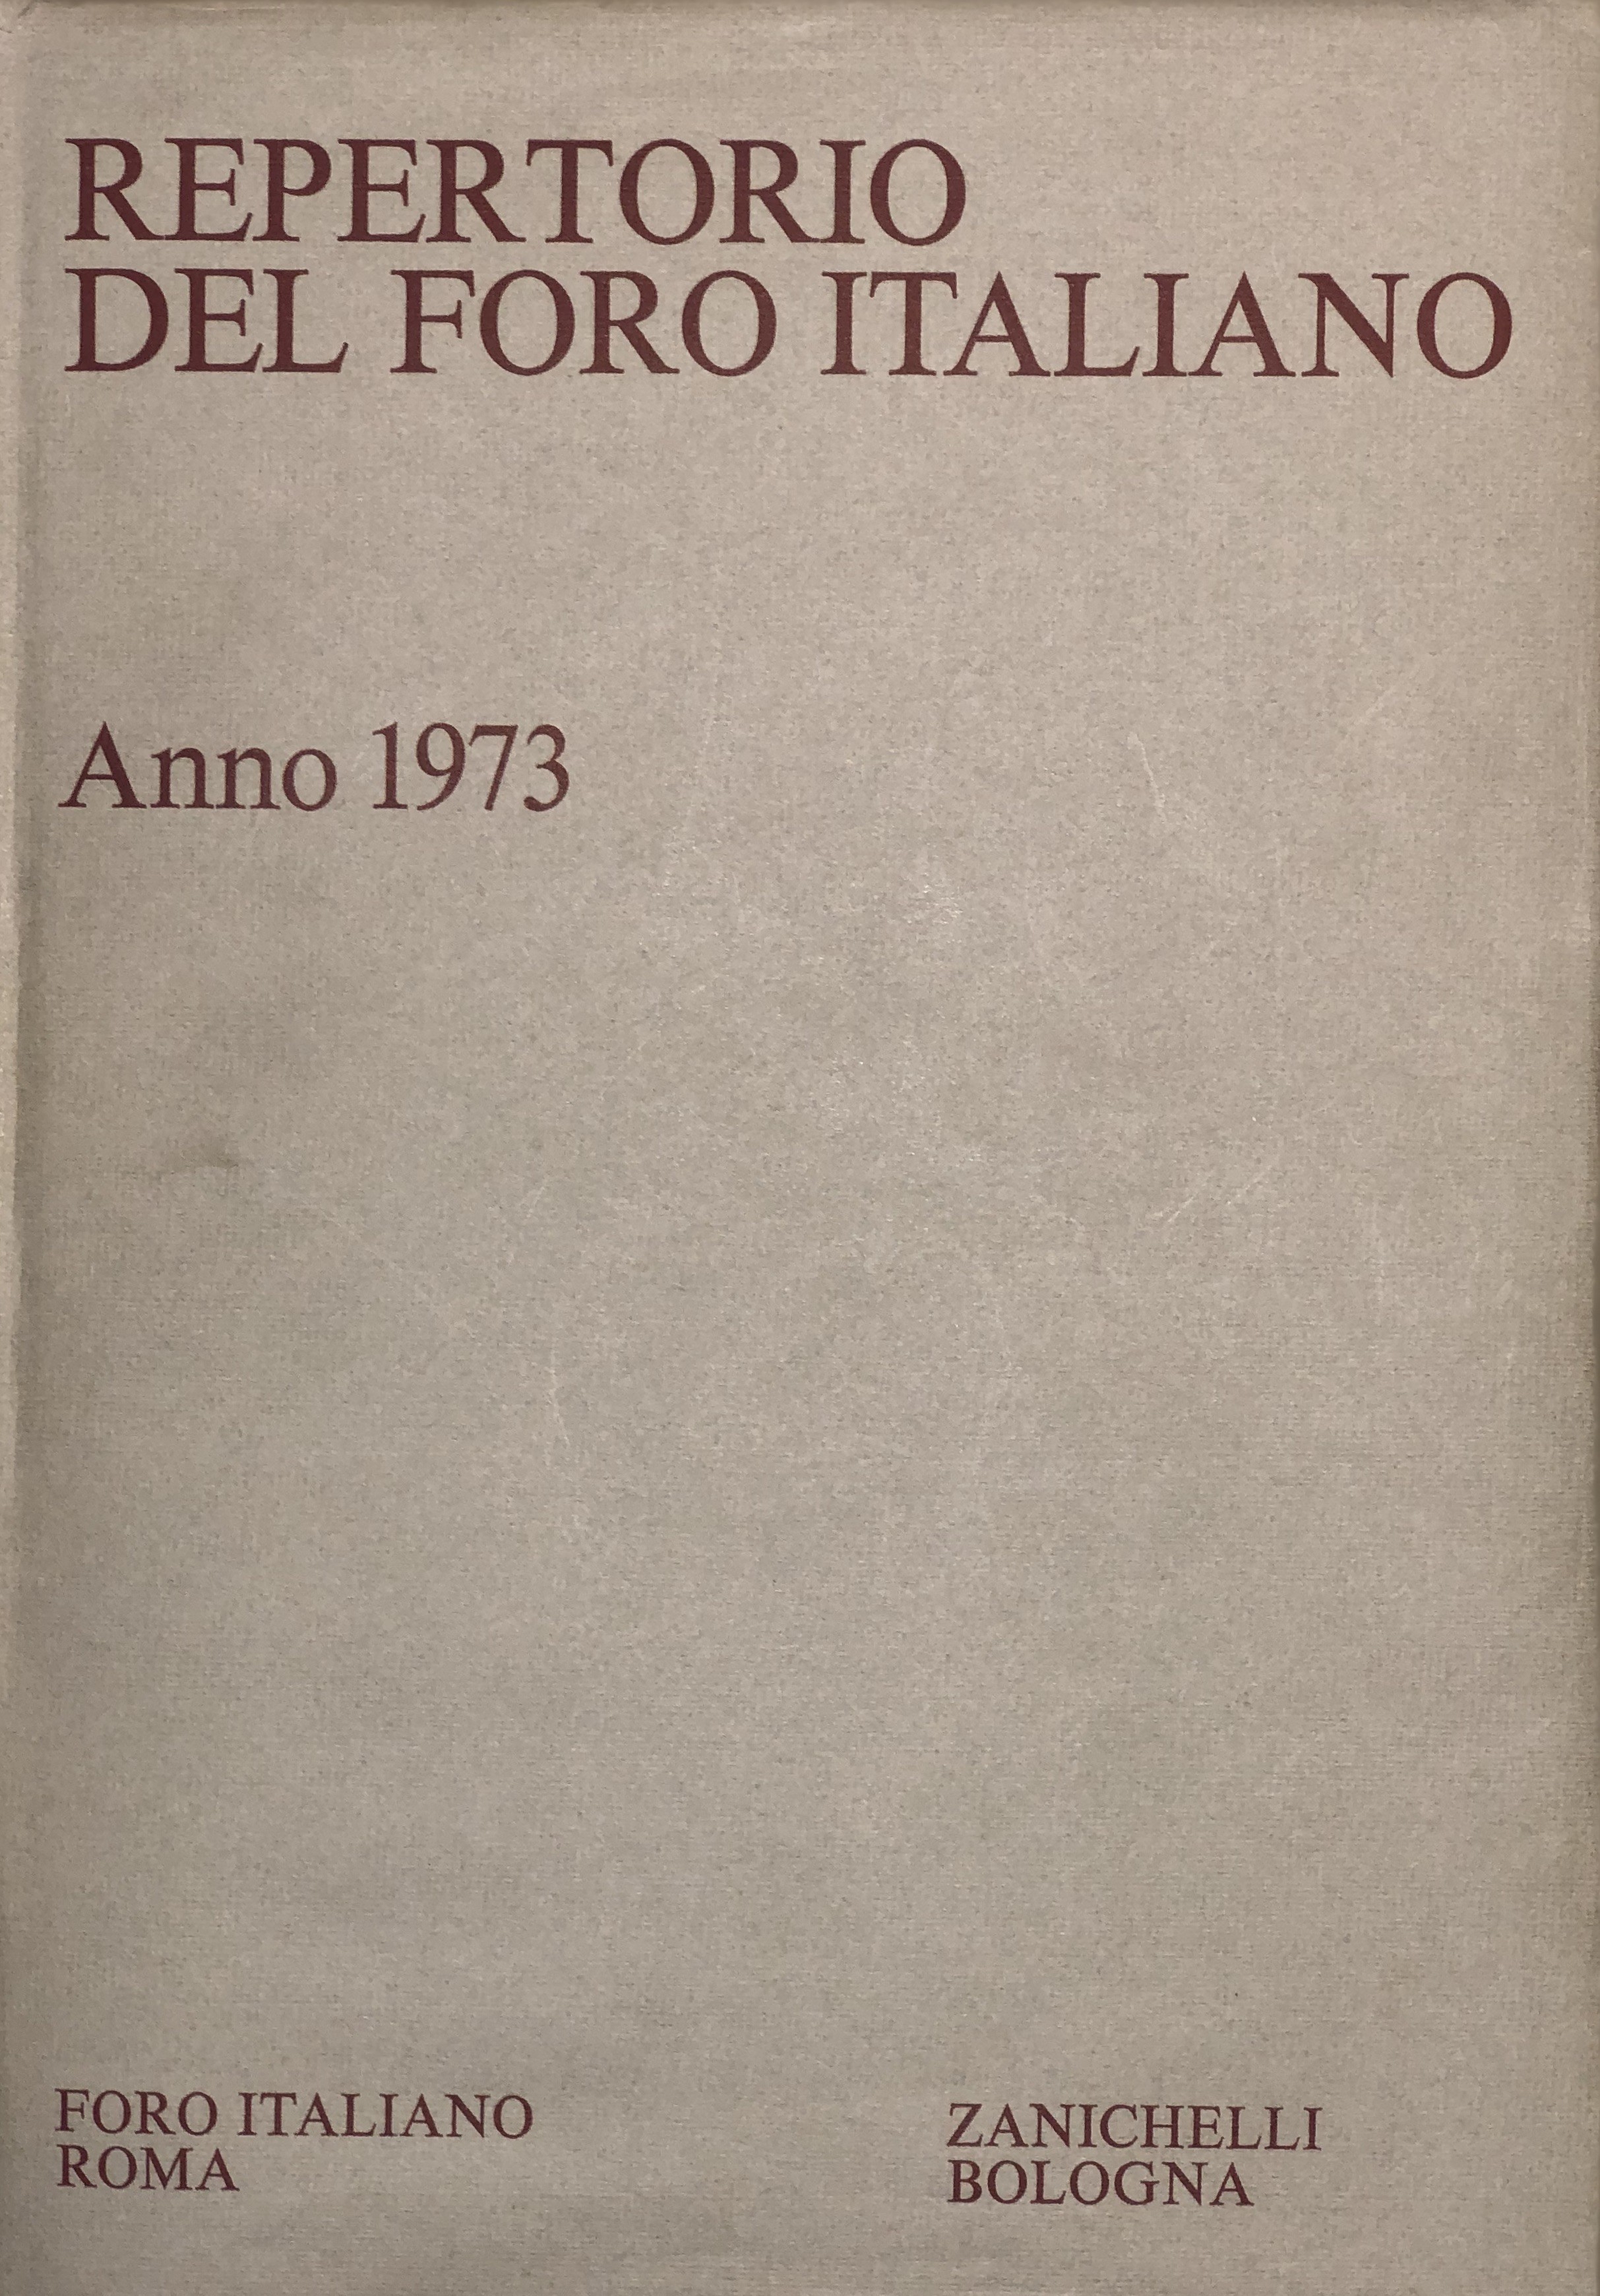 REPERTORIO
DEL FORO ITALIANO
Anno 1973
FORO ITALIANO
ROMA
ZANICHELLI
BOLOGNA